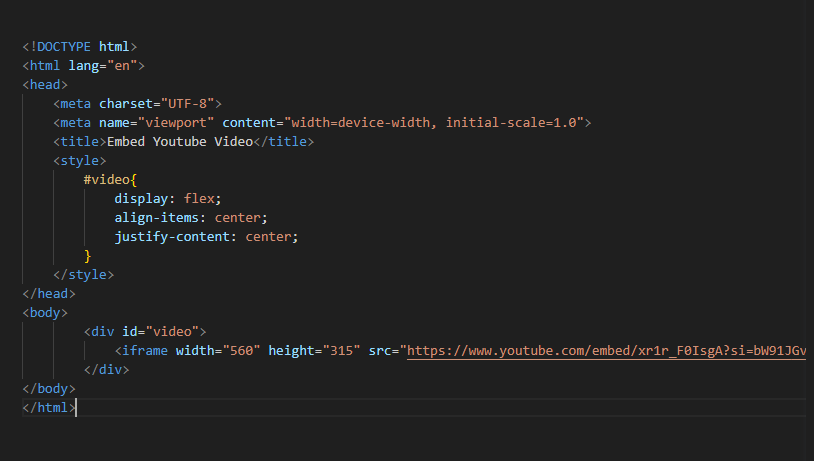 <!DOCTYPE html>
<html lang="en">
<head>
<meta charset="UTF-8">
<meta name="viewport" content="width=device-width, initial-scale=1.0">
<title>Embed Youtube Video</title>
<style>
#video{
display: flex;
align-items: center;
justify-content: center;
}
</style>
</head>
<body>
<div id="video">
<iframe width="560" height="315" src="https://www.youtube.com/embed/xr1r_F0IsgA?si=bW91JGv
</div>
</body>
</html>